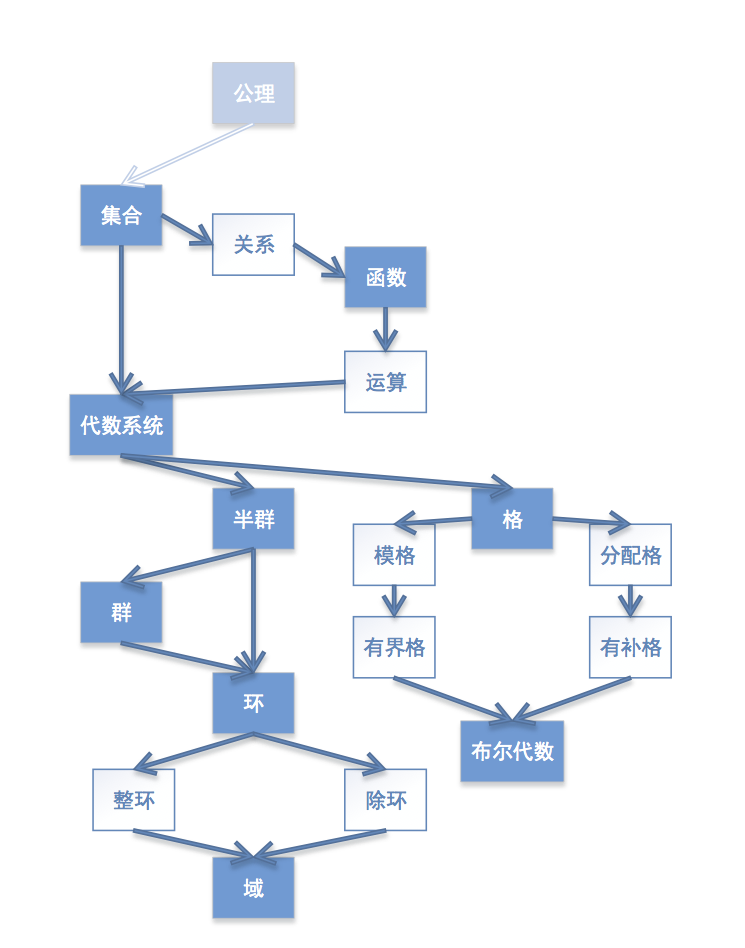 公理
集合
关系
函数
运算
代数系统
半群
格
模格
分配格
群
有界格
有补格
环
布尔代数
整环
除环
域